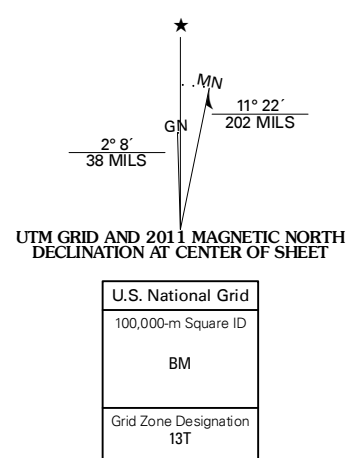 ★
MN
GN
11° 22´
202 MILS
2° 8´
38 MILS
UTM GRID AND 2011 MAGNETIC NORTH
DECLINATION AT CENTER OF SHEET
U.S. National Grid
100,000-m Square ID
BM
Grid Zone Designation
13T